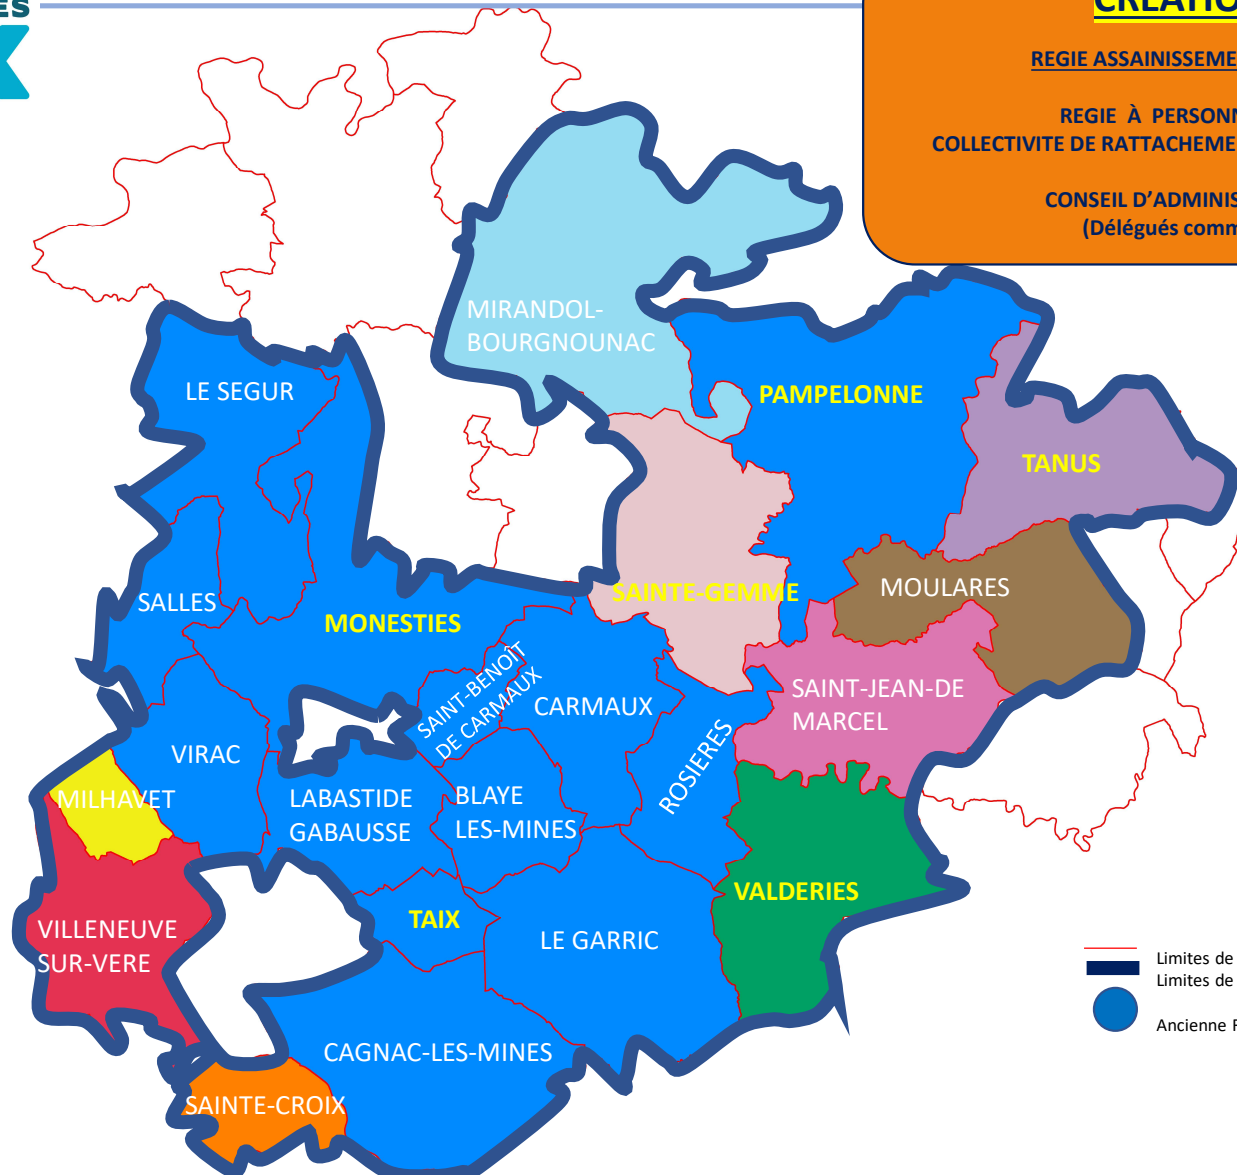 CREATIO
REGIE ASSAINISSEME
REGIE À PERSONN
COLLECTIVITE DE RATTACHEME
CONSEIL D'ADMINIS
(Délégués comm
MIRANDOL-
BOURGNOUNAC
LE SEGUR
PAMPELONNE
TANUS
SALLES
MONESTIES
SAINTE-GEMME
MOULARES
SAINT-BENOÎT
DE CARMAUX
CARMAUX
SAINT-JEAN-DE
MARCEL
VIRAC
ROSIERES
MILHAVET
LABASTIDE
GABAUSSE
BLAYE
LES-MINES
VALDERIES
TAIX
VILLENEUVE
SUR-VERE
LE GARRIC
Limites de
Limites de
Ancienne
CAGNAC-LES-MINES
SAINTE-CROIX